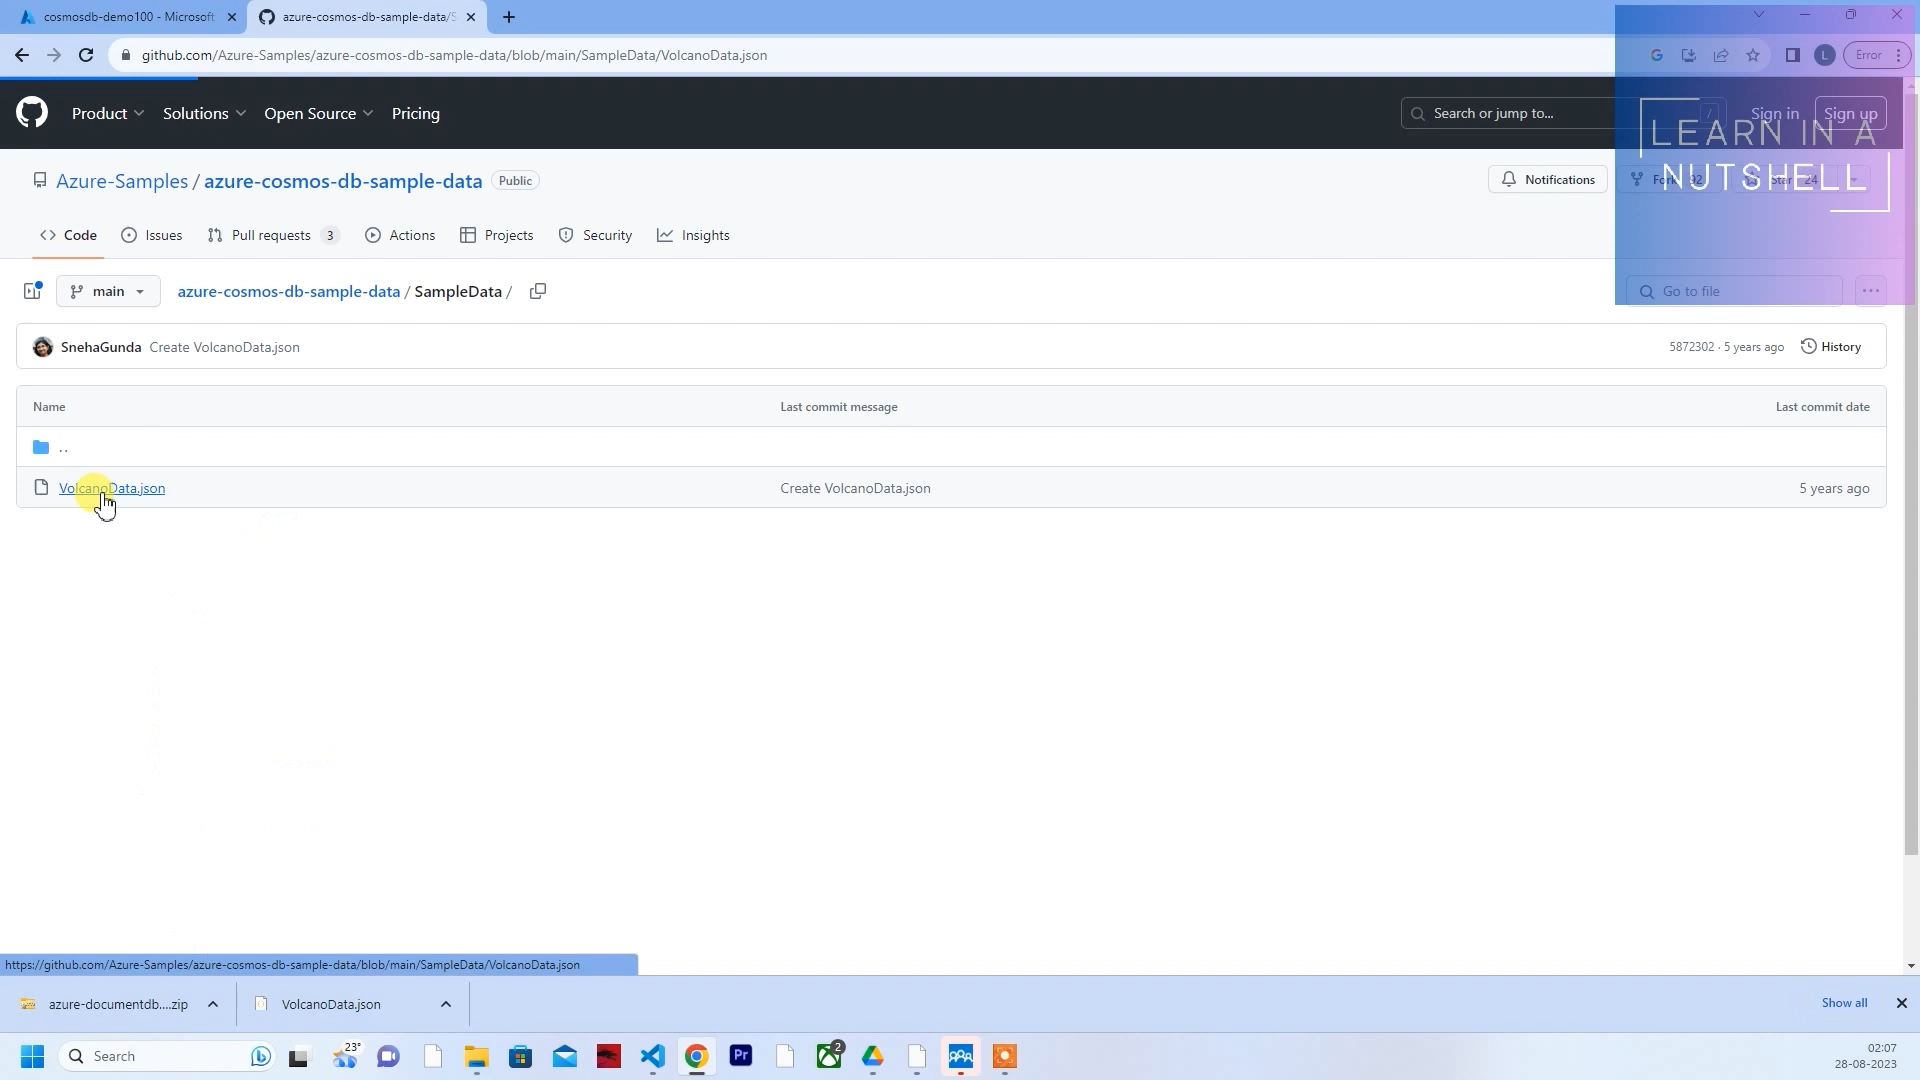 cosmosdb-demo100 - Microsoft
azure-cosmos-db-sample-data/S
github.com/Azure-Samples/azure-cosmos-db-sample-data/blob/main/SampleData/VolcanoData.json
L
Error
Product
Solutions
Open Source
Pricing
Search or jump to...
/
Sign in
Sign up
LEARN IN A
NUTSHELL
Azure-Samples / azure-cosmos-db-sample-data
Public
Notifications
Fork 92
Star 24
Code
Issues
Pull requests 3
Actions
Projects
Security
Insights
main
azure-cosmos-db-sample-data / SampleData /
Go to file
SnehaGunda Create VolcanoData.json
5872302 · 5 years ago
History
Name
Last commit message
Last commit date
..
VolcanoData.json
Create VolcanoData.json
5 years ago
https://github.com/Azure-Samples/azure-cosmos-db-sample-data/blob/main/SampleData/VolcanoData.json
azure-documentdb....zip
VolcanoData.json
Show all
Search
23°
Pr
2
02:07
28-08-2023